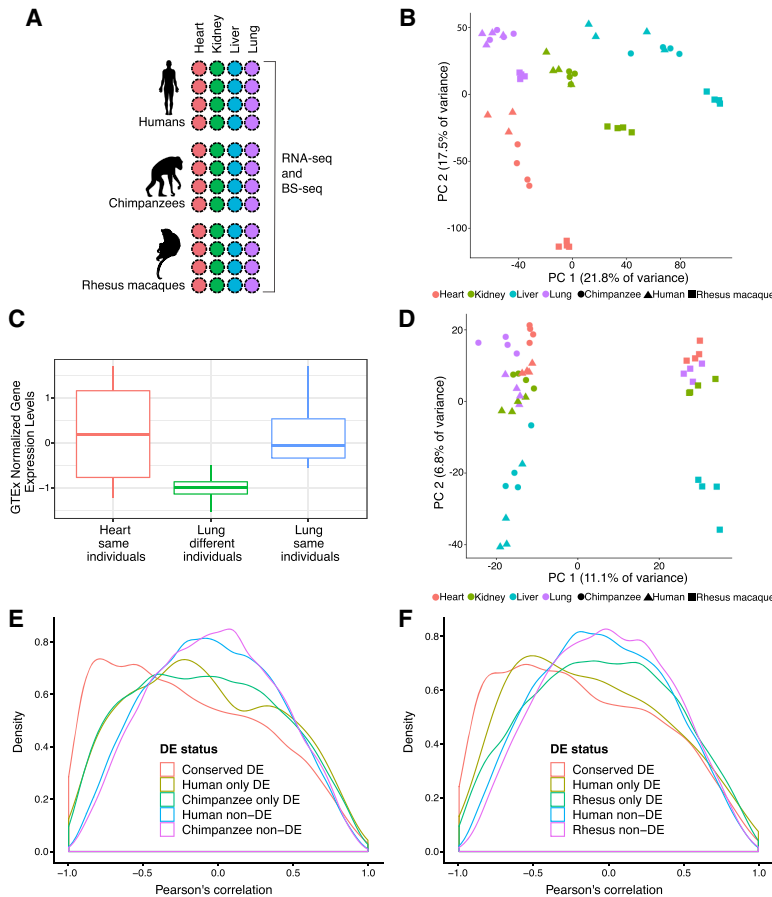 A
Heart
Kidney
Liver
Lung
Humans
Chimpanzees
Rhesus macaques
RNA-seq
and
BS-seq
B
50
0
-50
-100
PC 2 (17.5% of variance)
-40
0
40
80
PC 1 (21.8% of variance)
Heart Kidney Liver Lung Chimpanzee Human Rhesus macaque
C
GTEx Normalized Gene
Expression Levels
1
0
−1
Heart
same
individuals
Lung
different
individuals
Lung
same
individuals
D
20
0
-20
-40
PC 2 (6.8% of variance)
-20
0
20
PC 1 (11.1% of variance)
Heart Kidney Liver Lung Chimpanzee Human Rhesus macaque
E
0.8
0.6
0.4
0.2
0.0
Density
DE status
Conserved DE
Human only DE
Chimpanzee only DE
Human non−DE
Chimpanzee non−DE
−1.0
−0.5
0.0
0.5
1.0
Pearson's correlation
F
0.8
0.6
0.4
0.2
0.0
Density
DE status
Conserved DE
Human only DE
Rhesus only DE
Human non−DE
Rhesus non−DE
−1.0
−0.5
0.0
0.5
1.0
Pearson's correlation